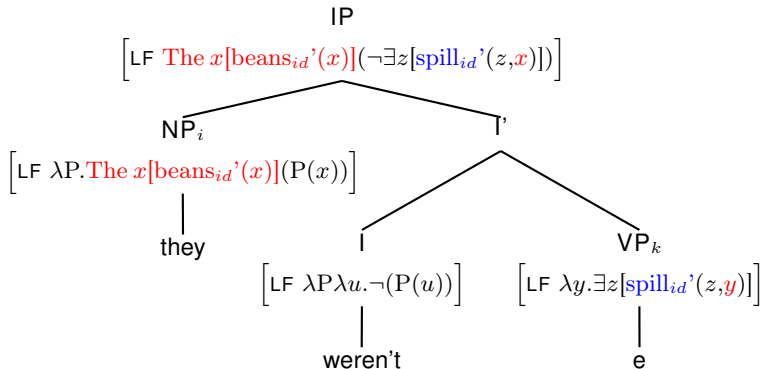 IP
[LF The x[beans_id'(x)](¬∃z[spill_id'(z,x)])]
NP_i I'
[LF λP.The x[beans_id'(x)](P(x))]
they I VP_k
[LF λPλu.¬(P(u))] [LF λy.∃z[spill_id'(z,y)]]
weren't e